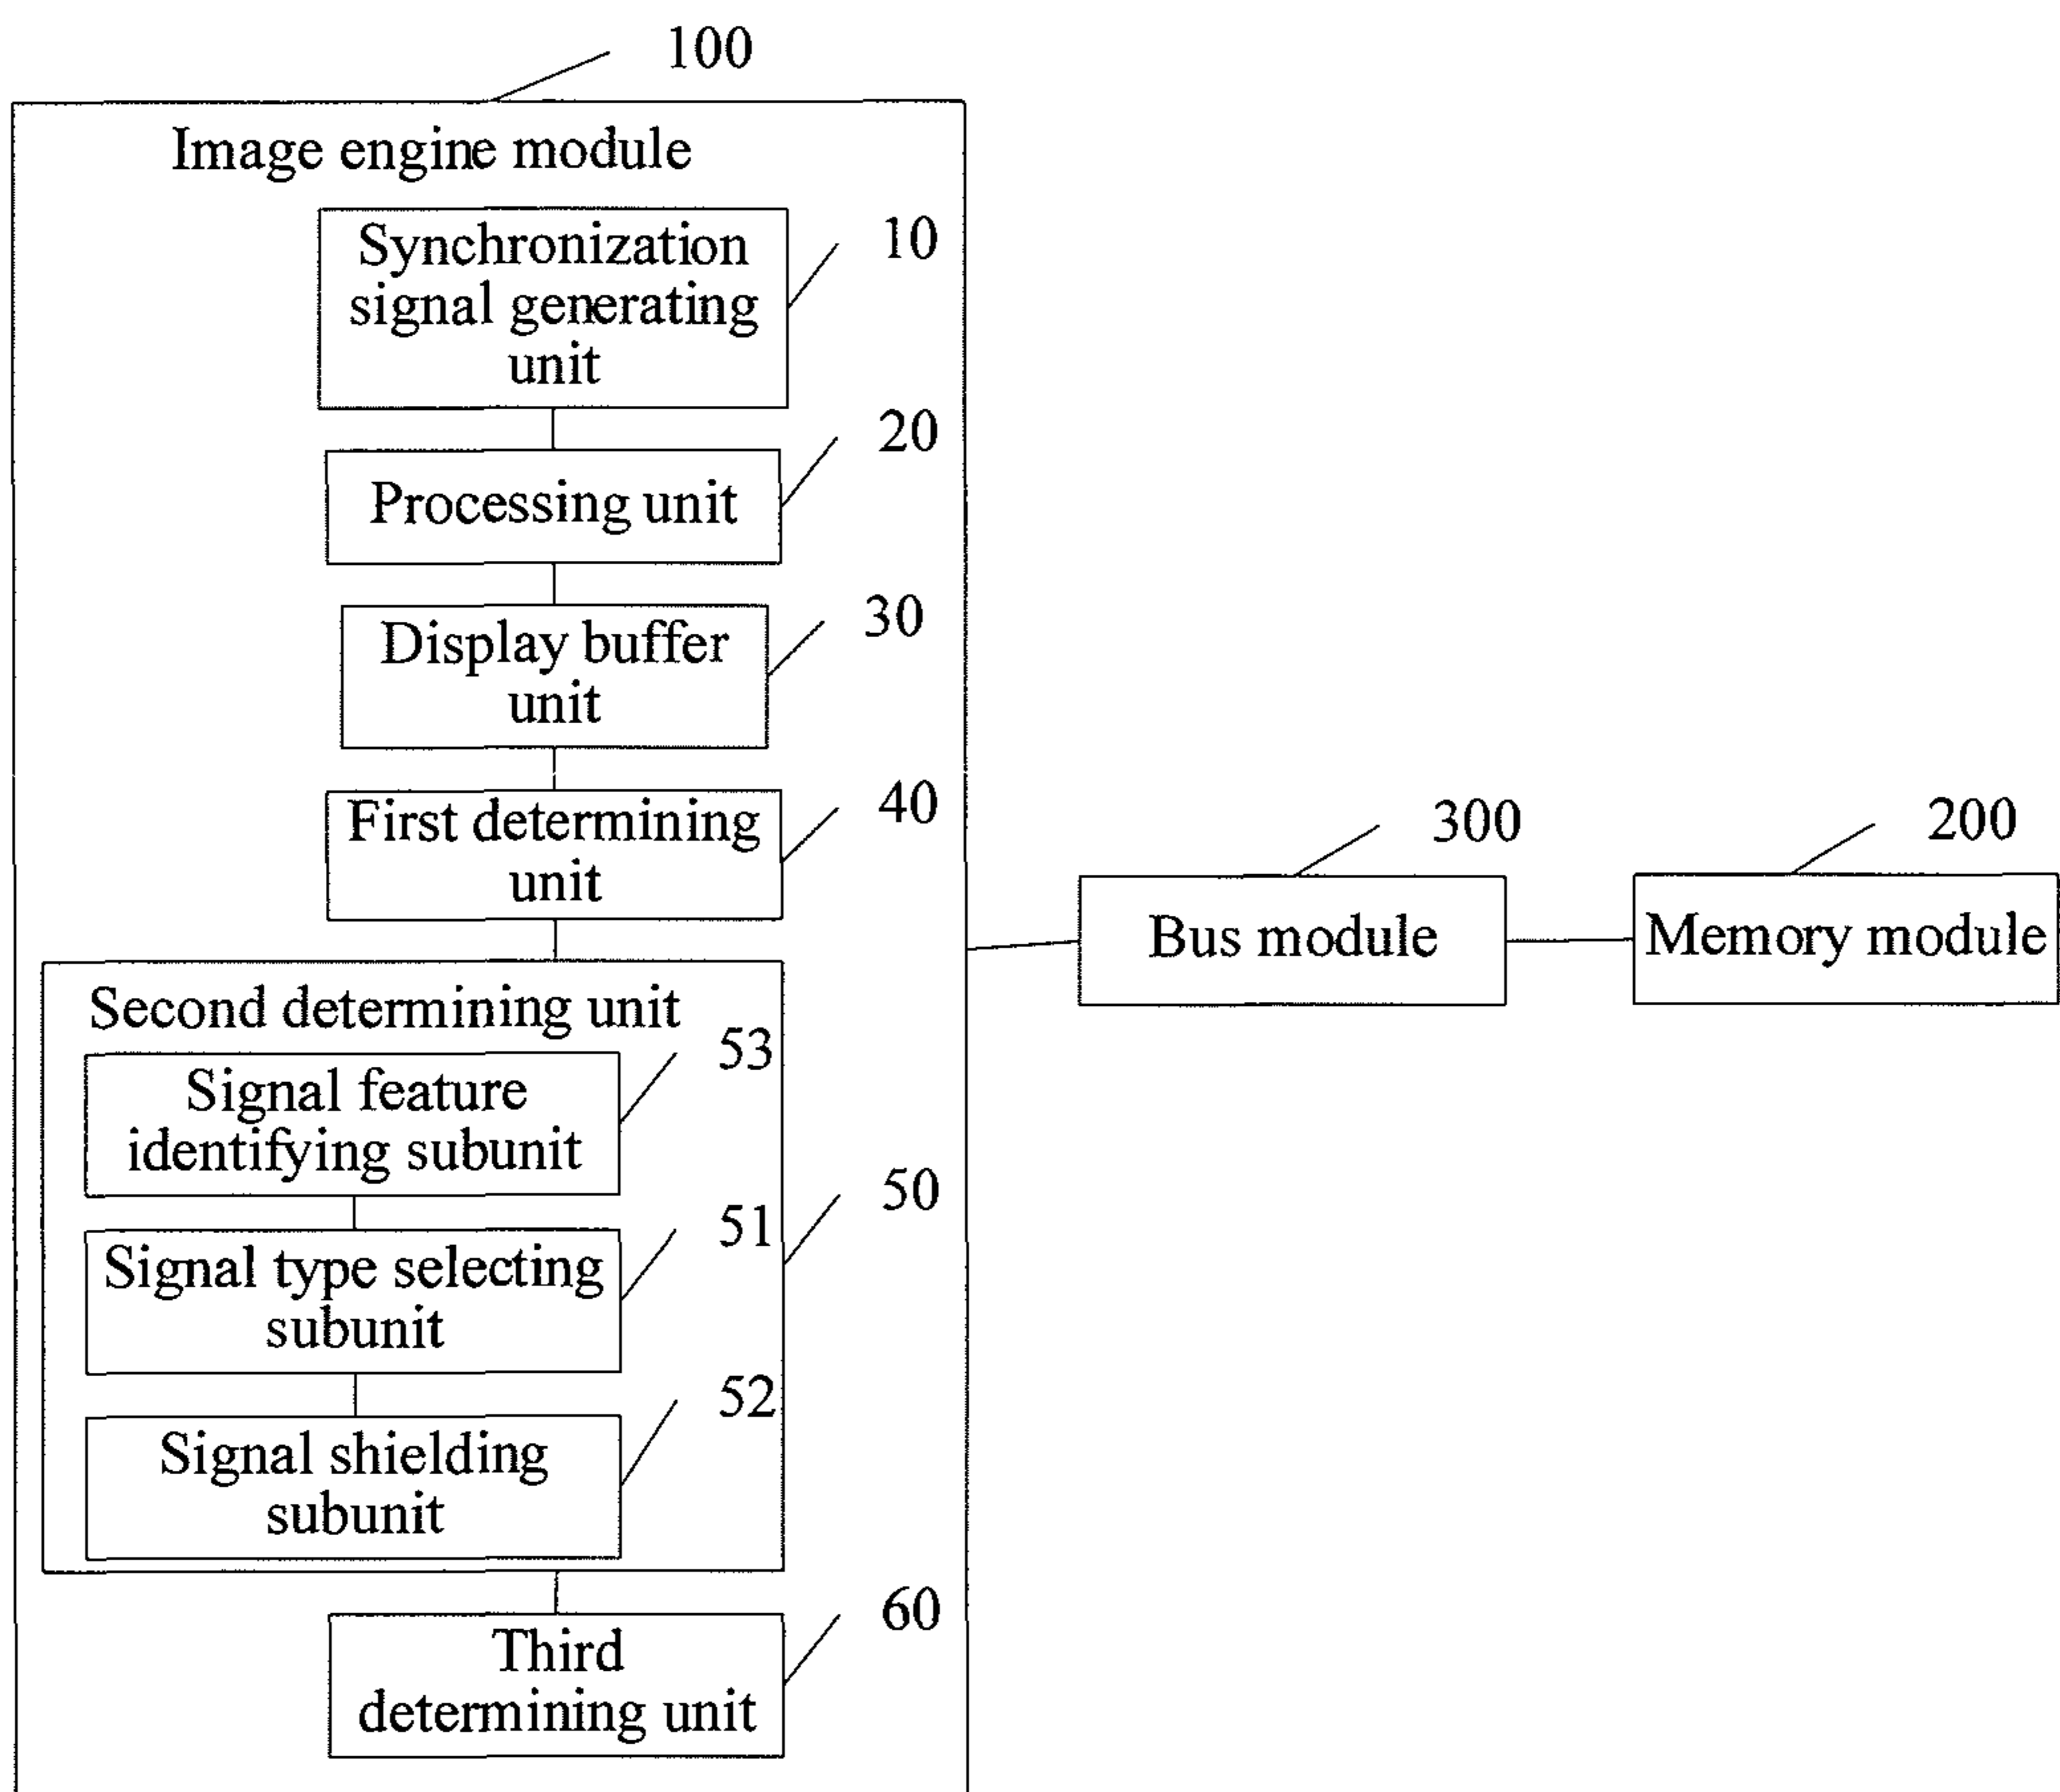 100
Image engine module
Synchronization
signal generating
unit
10
Processing unit
20
Display buffer
unit
30
First determining
unit
40
Second determining unit
Signal feature
identifying subunit
53
Signal type selecting
subunit
51
Signal shielding
subunit
52
50
Third
determining unit
60
Bus module
300
Memory module
200